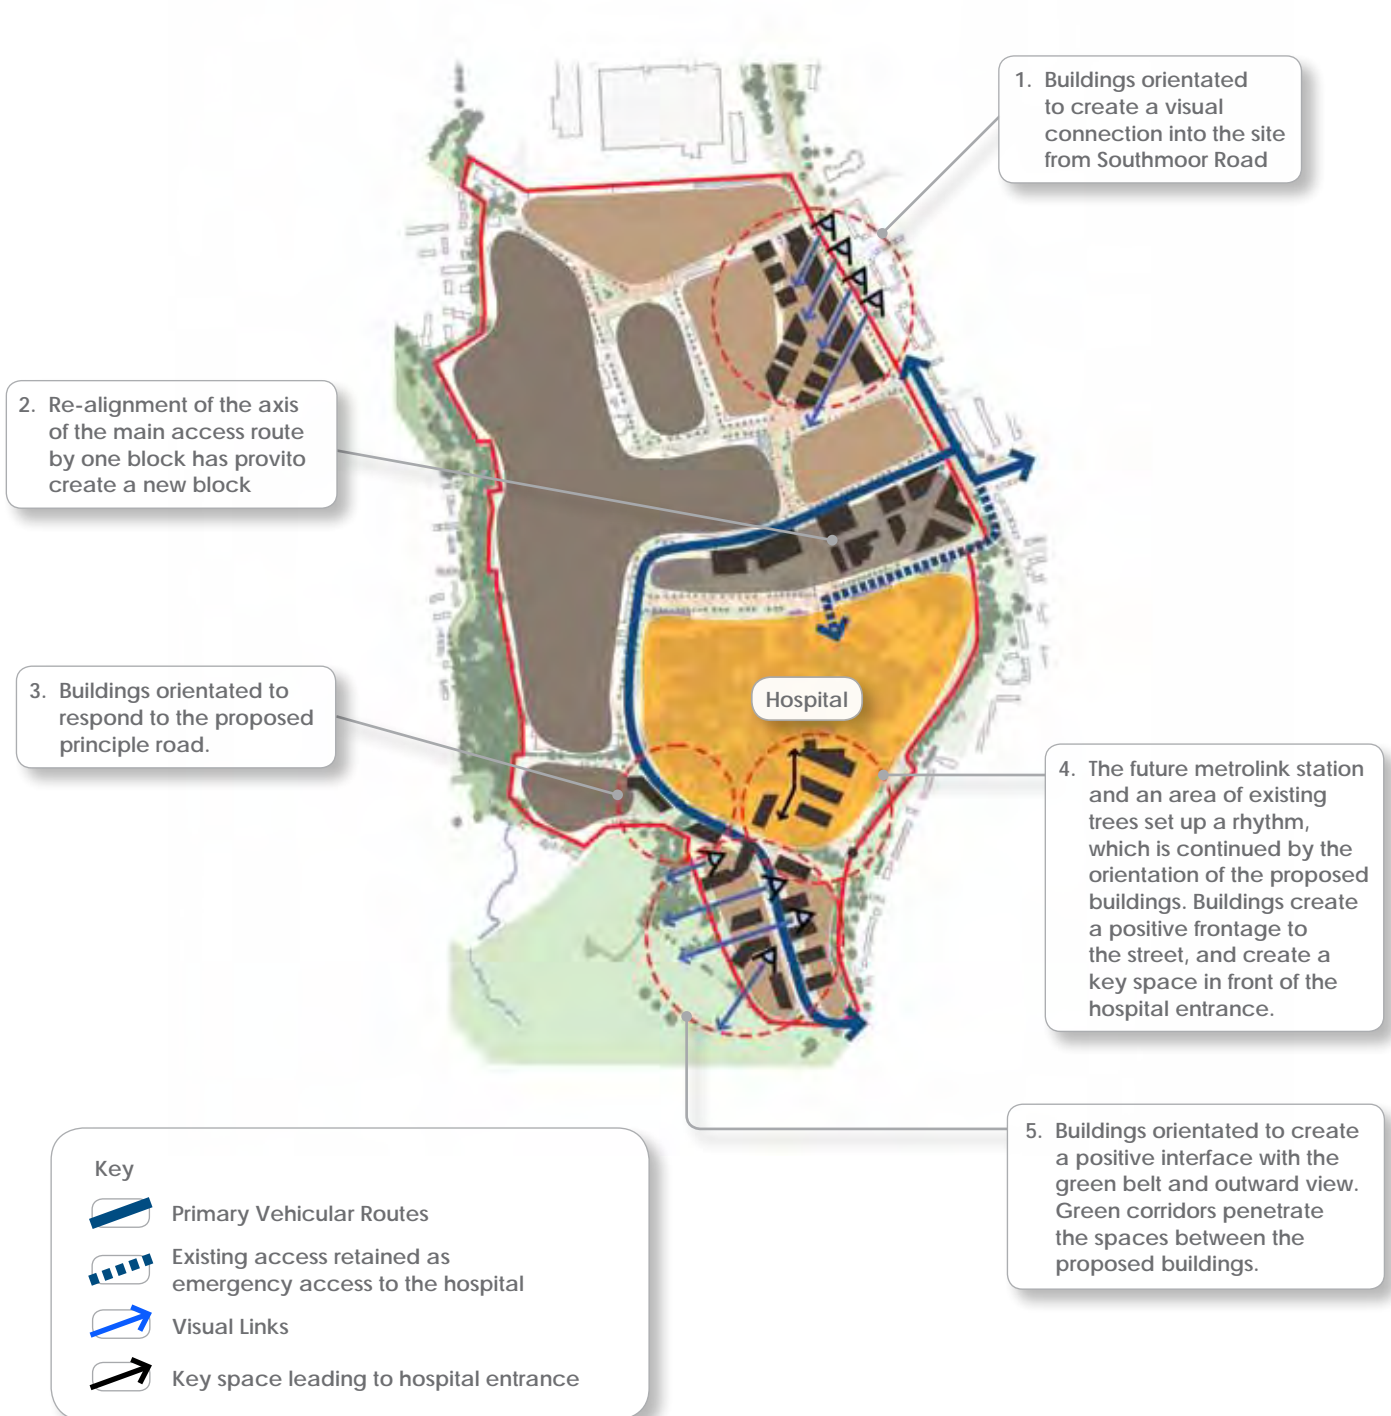 1. Buildings orientated
to create a visual
connection into the site
from Southmoor Road
2. Re-alignment of the axis
of the main access route
by one block has provito
create a new block
3. Buildings orientated to
respond to the proposed
principle road.
Hospital
4. The future metrolink station
and an area of existing
trees set up a rhythm,
which is continued by the
orientation of the proposed
buildings. Buildings create
a positive frontage to
the street, and create a
key space in front of the
hospital entrance.
5. Buildings orientated to create
a positive interface with the
green belt and outward view.
Green corridors penetrate
the spaces between the
proposed buildings.
Key
Primary Vehicular Routes
Existing access retained as
emergency access to the hospital
Visual Links
Key space leading to hospital entrance